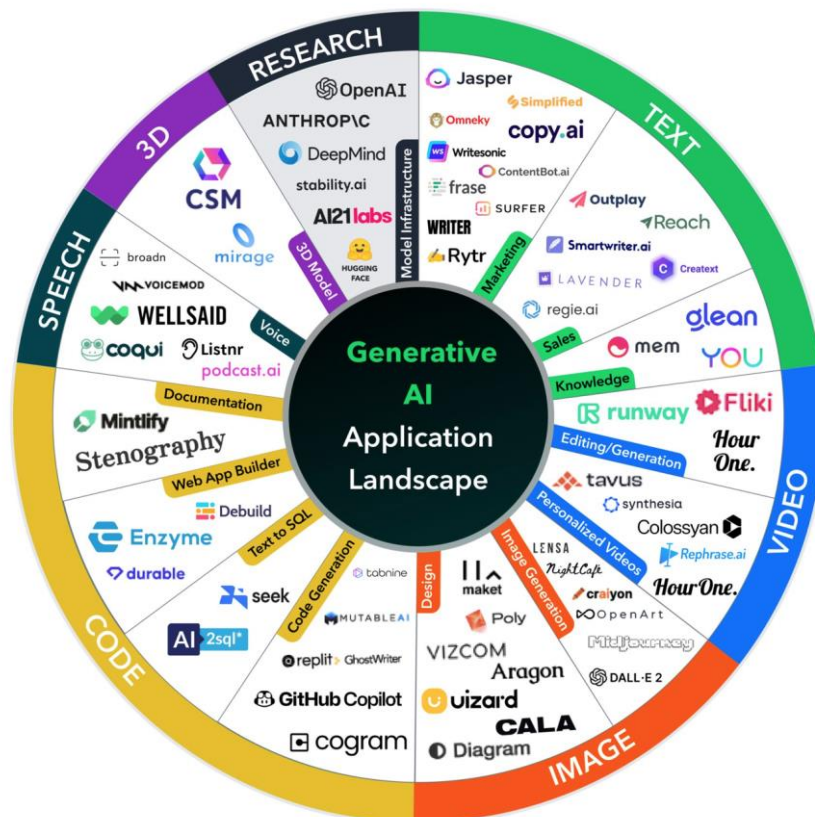 Generative
AI
Application
Landscape
RESEARCH
Model Infrastructure
OpenAI
ANTHROP\C
DeepMind
stability.ai
AI21labs
HUGGING
FACE
TEXT
Marketing
Jasper
Simplified
Omneky
copy.ai
WS
Writesonic
ContentBot.ai
frase
SURFER
WRITER
Rytr
Sales
Outplay
Reach
Smartwriter.ai
C
Creatext
LAVENDER
regie.ai
Knowledge
glean
mem
YOU
VIDEO
Editing/Generation
runway
Fliki
Hour
One.
Personalized Videos
tavus
synthesia
Colossyan
Rephrase.ai
HourOne.
IMAGE
Image Generation
LENSA
NightCafe
craiyon
OpenArt
Midjourney
DALL·E 2
Design
maket
Poly
VIZCOM
Aragon
uizard
CALA
Diagram
CODE
Code Generation
tabnine
MUTABLEAI
replit
GhostWriter
GitHub Copilot
cogram
Text to SQL
seek
AI 2sql*
Web App Builder
Debuild
Enzyme
durable
Documentation
Mintlify
Stenography
SPEECH
Voice
broadn
VOICEMOD
WELLSAID
coqui
Listnr
podcast.ai
3D
3D Model
CSM
mirage